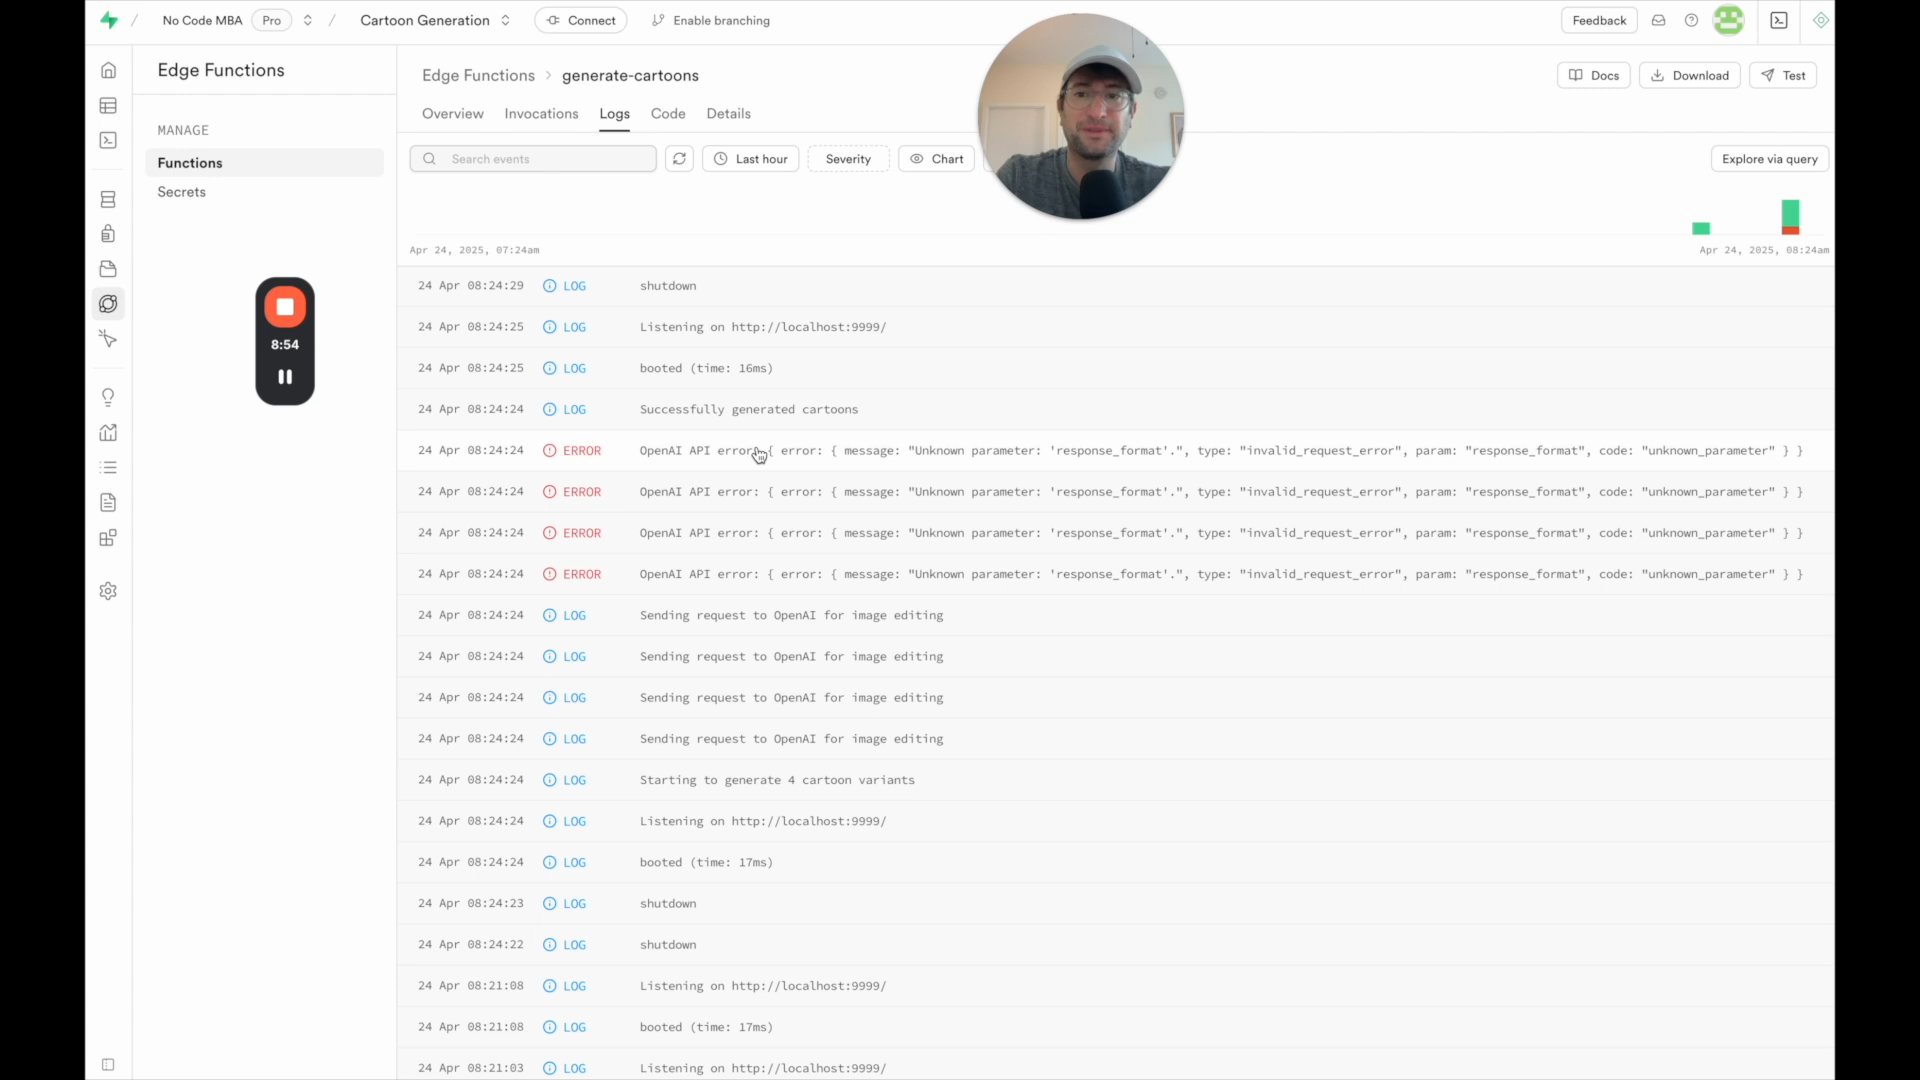 / No Code MBA Pro / Cartoon Generation Connect Enable branching Feedback
Edge Functions
MANAGE
Functions
Secrets
8:54
Edge Functions > generate-cartoons
Docs Download Test
Overview Invocations Logs Code Details
Search events Last hour Severity Chart Explore via query
Apr 24, 2025, 07:24am Apr 24, 2025, 08:24am
24 Apr 08:24:29 LOG shutdown
24 Apr 08:24:25 LOG Listening on http://localhost:9999/
24 Apr 08:24:25 LOG booted (time: 16ms)
24 Apr 08:24:24 LOG Successfully generated cartoons
24 Apr 08:24:24 ERROR OpenAI API error: { error: { message: "Unknown parameter: 'response_format'.", type: "invalid_request_error", param: "response_format", code: "unknown_parameter" } }
24 Apr 08:24:24 ERROR OpenAI API error: { error: { message: "Unknown parameter: 'response_format'.", type: "invalid_request_error", param: "response_format", code: "unknown_parameter" } }
24 Apr 08:24:24 ERROR OpenAI API error: { error: { message: "Unknown parameter: 'response_format'.", type: "invalid_request_error", param: "response_format", code: "unknown_parameter" } }
24 Apr 08:24:24 ERROR OpenAI API error: { error: { message: "Unknown parameter: 'response_format'.", type: "invalid_request_error", param: "response_format", code: "unknown_parameter" } }
24 Apr 08:24:24 LOG Sending request to OpenAI for image editing
24 Apr 08:24:24 LOG Sending request to OpenAI for image editing
24 Apr 08:24:24 LOG Sending request to OpenAI for image editing
24 Apr 08:24:24 LOG Sending request to OpenAI for image editing
24 Apr 08:24:24 LOG Starting to generate 4 cartoon variants
24 Apr 08:24:24 LOG Listening on http://localhost:9999/
24 Apr 08:24:24 LOG booted (time: 17ms)
24 Apr 08:24:23 LOG shutdown
24 Apr 08:24:22 LOG shutdown
24 Apr 08:21:08 LOG Listening on http://localhost:9999/
24 Apr 08:21:08 LOG booted (time: 17ms)
24 Apr 08:21:03 LOG Listening on http://localhost:9999/